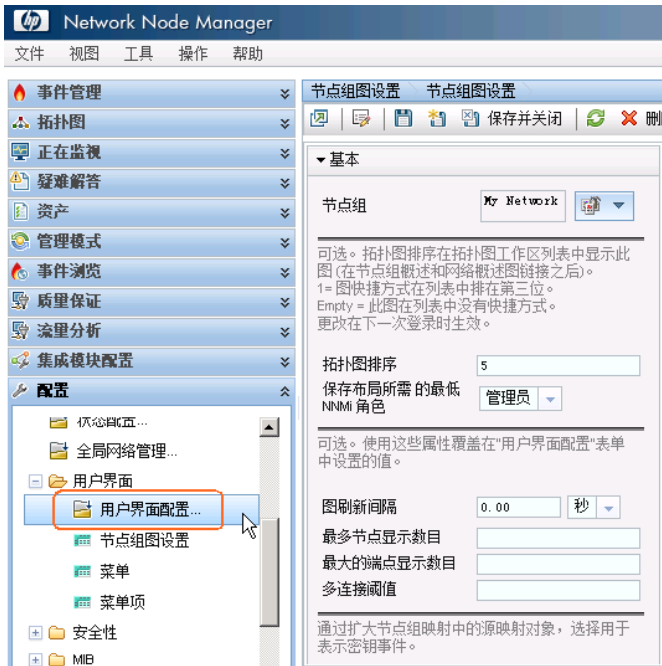 hp Network Node Manager
文件 视图 工具 操作 帮助
事件管理
拓扑图
正在监视
疑难解答
资产
管理模式
事件浏览
质量保证
流量分析
集成模块配置
配置
状态配置...
全局网络管理...
用户界面
用户界面配置...
节点组图设置
菜单
菜单项
安全性
MIB
节点组图设置 节点组图设置
保存并关闭
基本
节点组 My Network
可选。拓扑图排序在拓扑图工作区列表中显示此
图(在节点组概述和网络概述图链接之后)。
1= 图快捷方式在列表中排在第三位。
Empty = 此图在列表中没有快捷方式。
更改在下一次登录时生效。
拓扑图排序 5
保存布局所需 的最低
NNMi 角色 管理员
可选。使用这些属性覆盖在"用户界面配置"表单
中设置的值。
图刷新间隔 0.00 秒
最多节点显示数目
最大的端点显示数目
多连接阈值
通过扩大节点组映射中的源映射对象，选择用于
表示密钥事件。